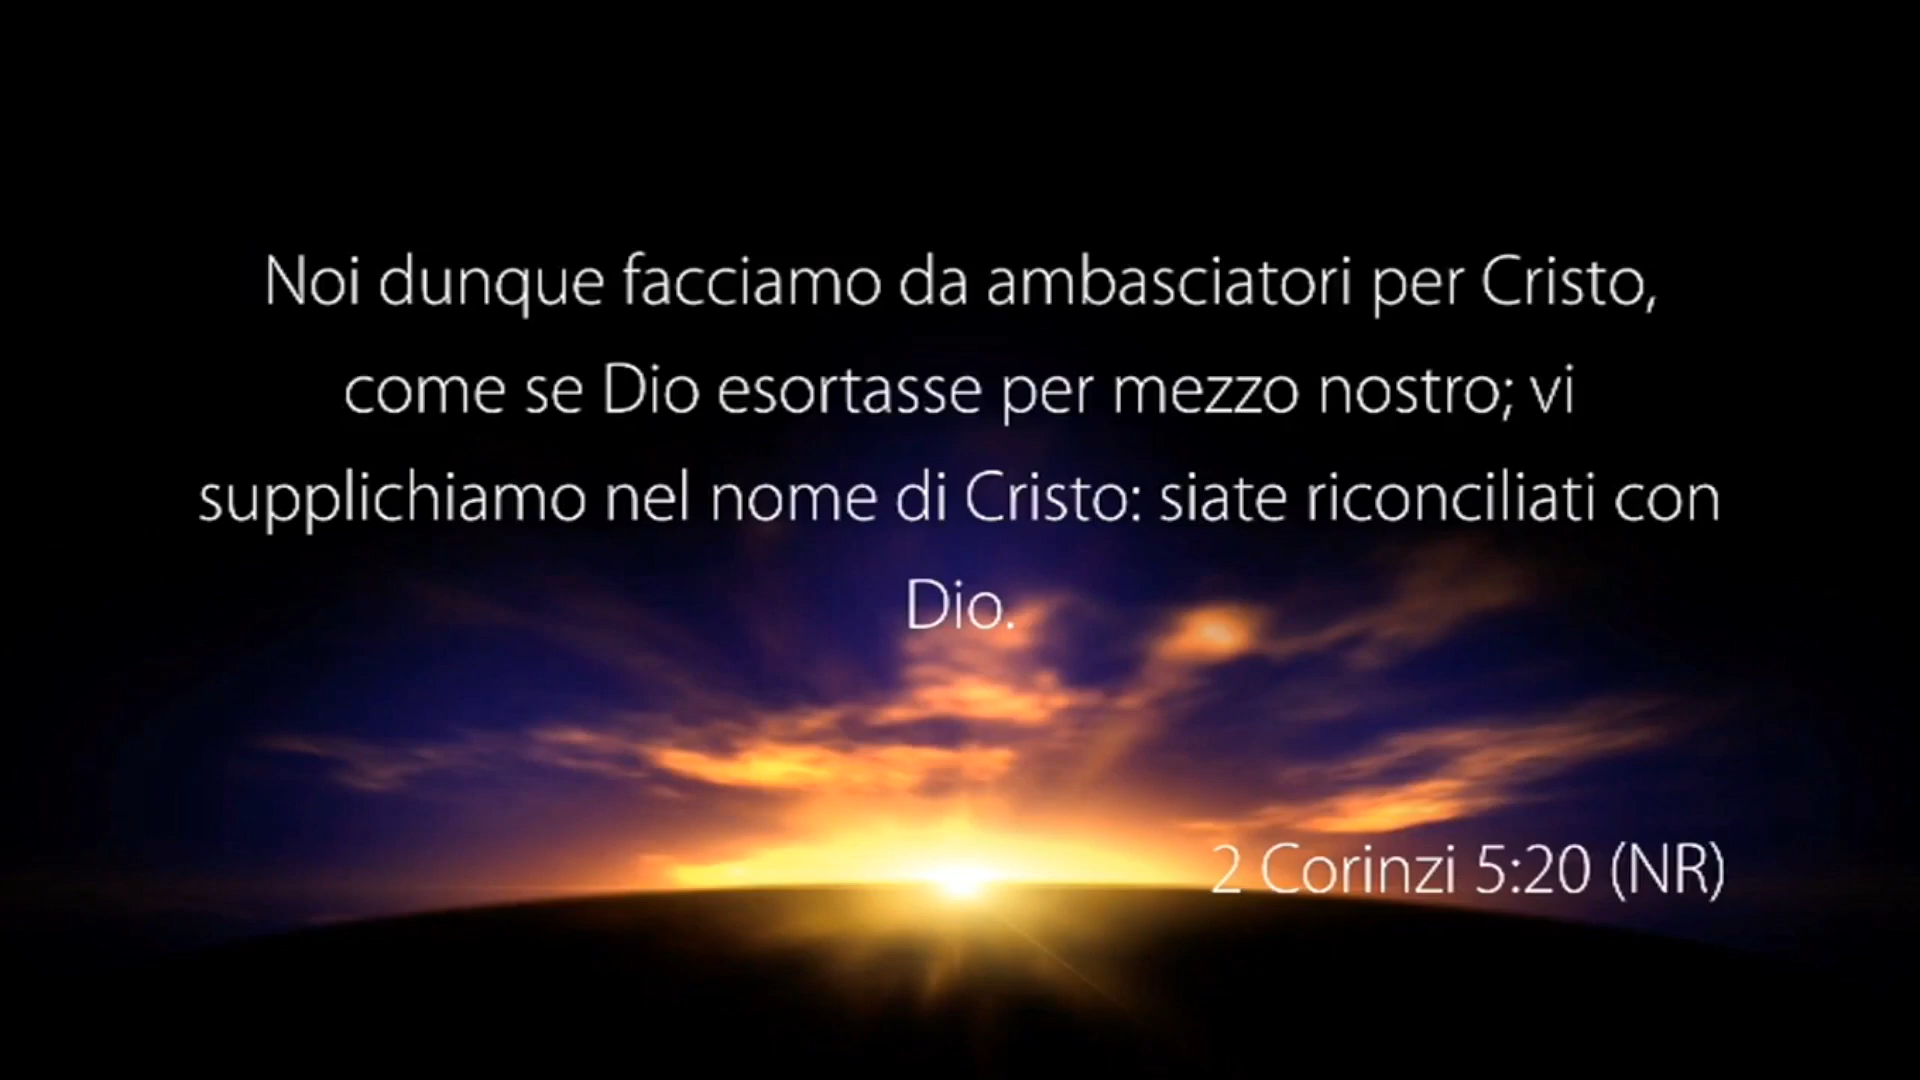 Noi dunque facciamo da ambasciatori per Cristo,
come se Dio esortasse per mezzo nostro; vi
supplichiamo nel nome di Cristo: siate riconciliati con
Dio.
2 Corinzi 5:20 (NR)